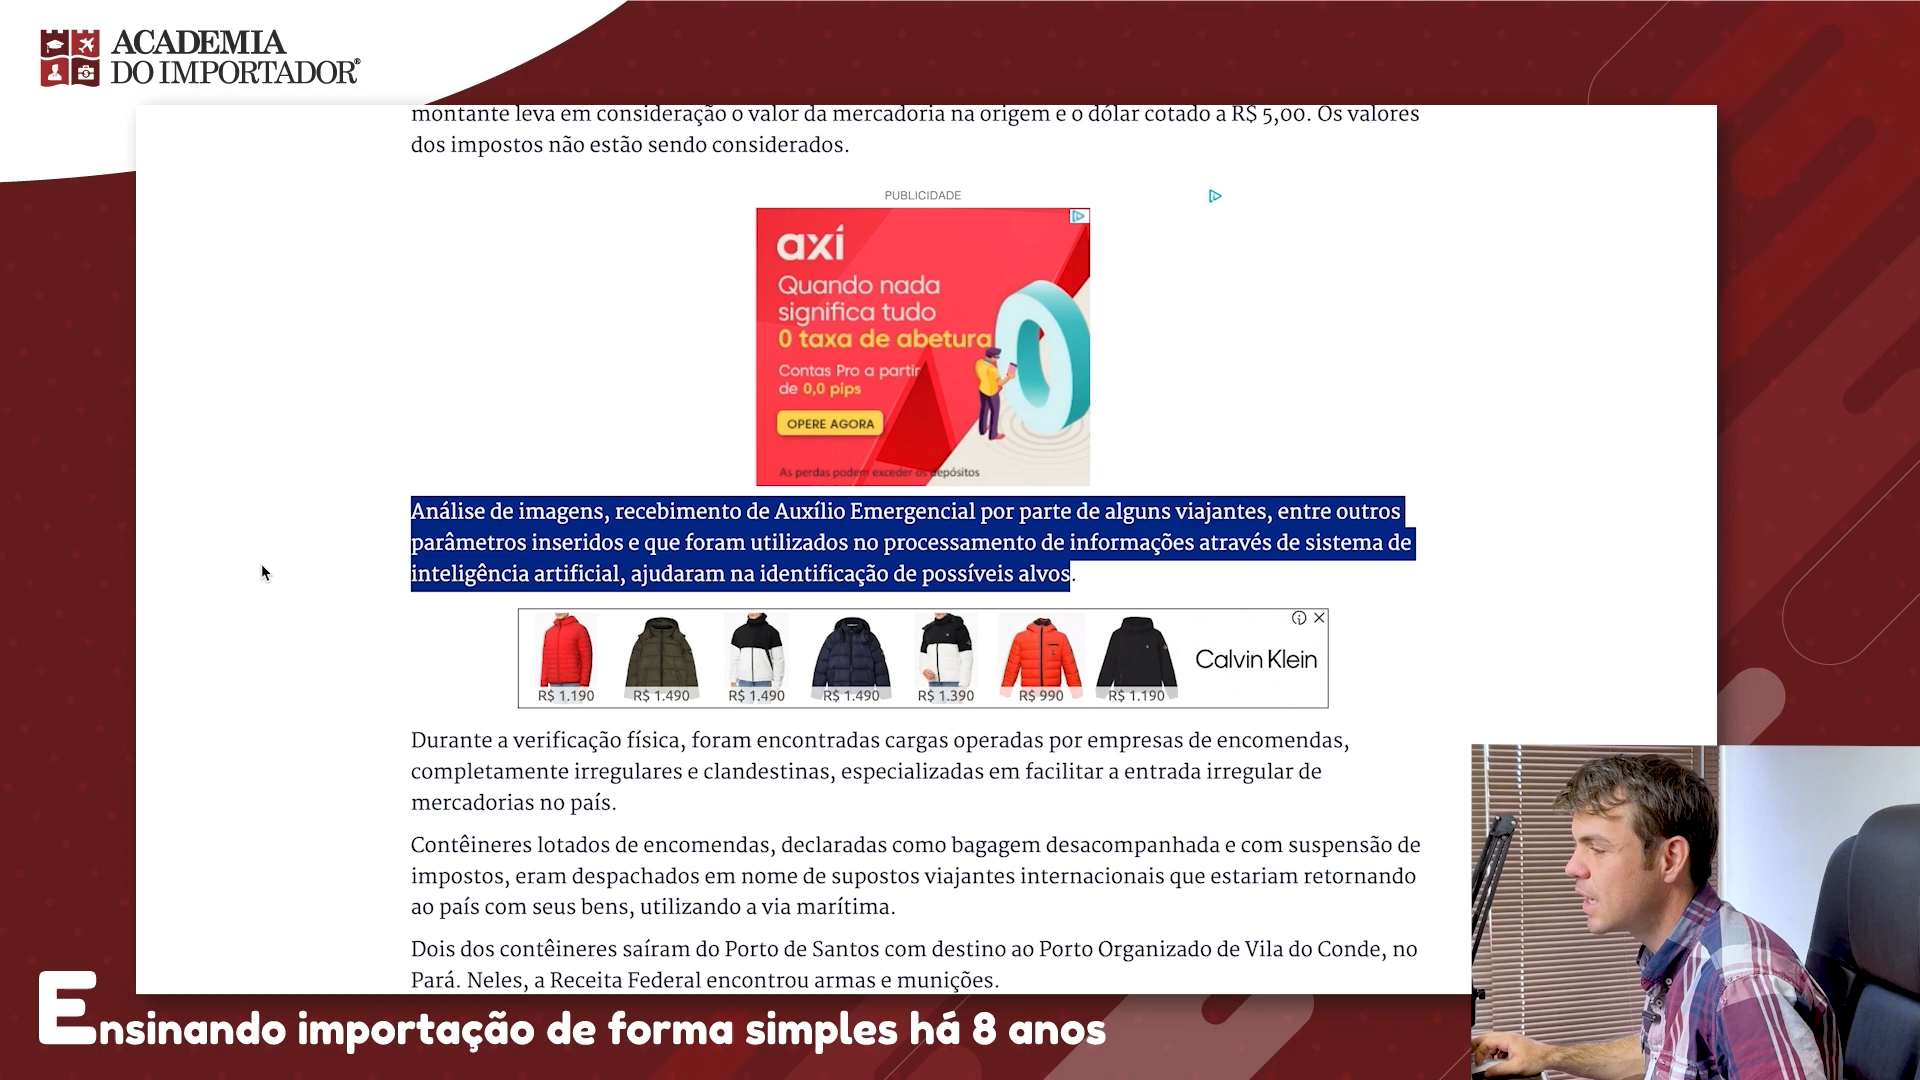 ACADEMIA
DO IMPORTADOR®
montante leva em consideração o valor da mercadoria na origem e o dólar cotado a R$ 5,00. Os valores
dos impostos não estão sendo considerados.
PUBLICIDADE
axi
Quando nada
significa tudo
0 taxa de abetura
Contas Pro a partir
de 0,0 pips
OPERE AGORA
As perdas podem exceder os depósitos
Análise de imagens, recebimento de Auxílio Emergencial por parte de alguns viajantes, entre outros
parâmetros inseridos e que foram utilizados no processamento de informações através de sistema de
inteligência artificial, ajudaram na identificação de possíveis alvos.
R$ 1.190 R$ 1.490 R$ 1.490 R$ 1.490 R$ 1.390 R$ 990 R$ 1.190
Calvin Klein
Durante a verificação física, foram encontradas cargas operadas por empresas de encomendas,
completamente irregulares e clandestinas, especializadas em facilitar a entrada irregular de
mercadorias no país.
Contêineres lotados de encomendas, declaradas como bagagem desacompanhada e com suspensão de
impostos, eram despachados em nome de supostos viajantes internacionais que estariam retornando
ao país com seus bens, utilizando a via marítima.
Dois dos contêineres saíram do Porto de Santos com destino ao Porto Organizado de Vila do Conde, no
Pará. Neles, a Receita Federal encontrou armas e munições.
Ensinando importação de forma simples há 8 anos